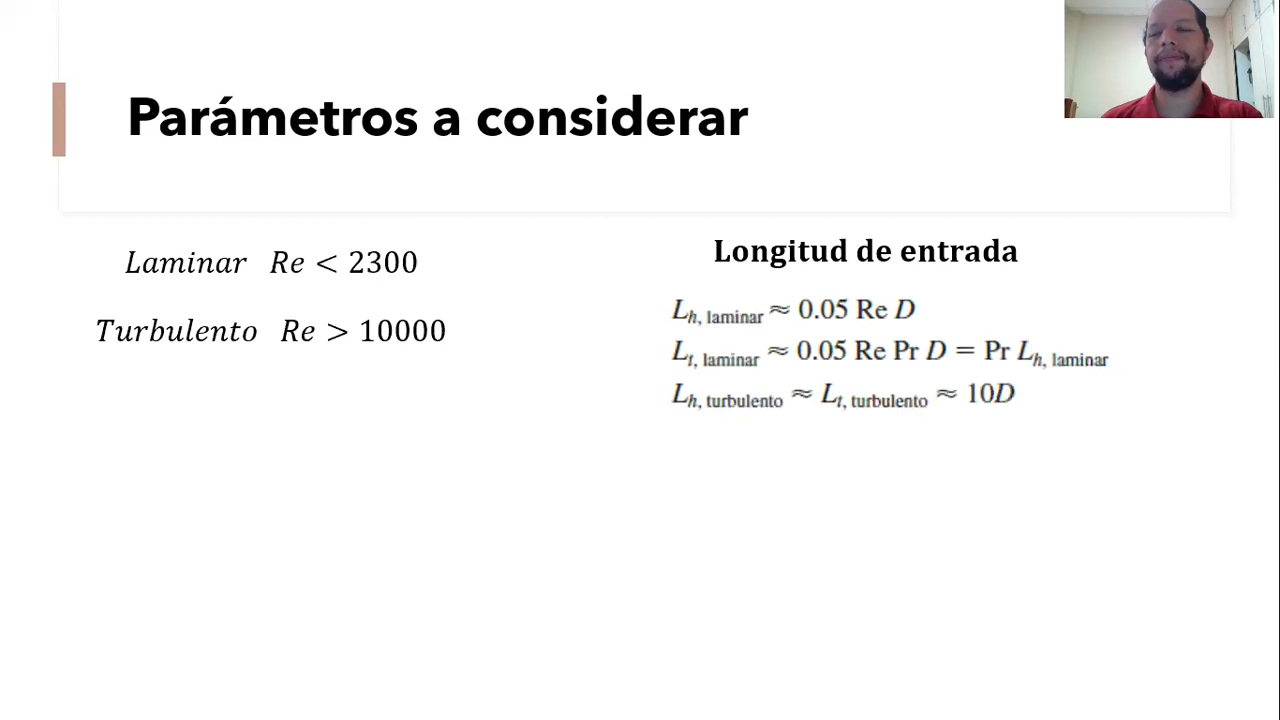 Parámetros a considerar
Laminar Re < 2300
Turbulento Re > 10000
Longitud de entrada
L_h, laminar ≈ 0.05 Re D
L_t, laminar ≈ 0.05 Re Pr D = Pr L_h, laminar
L_h, turbulento ≈ L_t, turbulento ≈ 10D